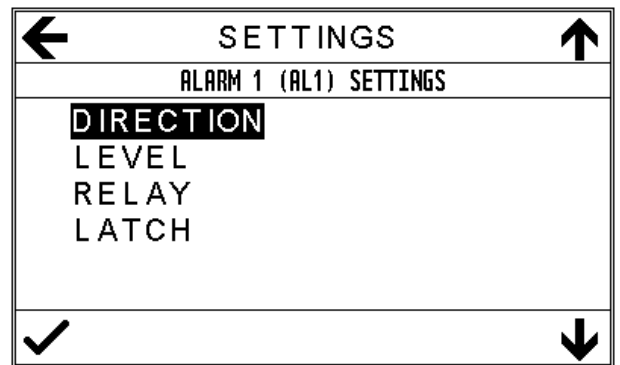 SETTINGS
ALARM 1 (AL1) SETTINGS
DIRECTION
LEVEL
RELAY
LATCH